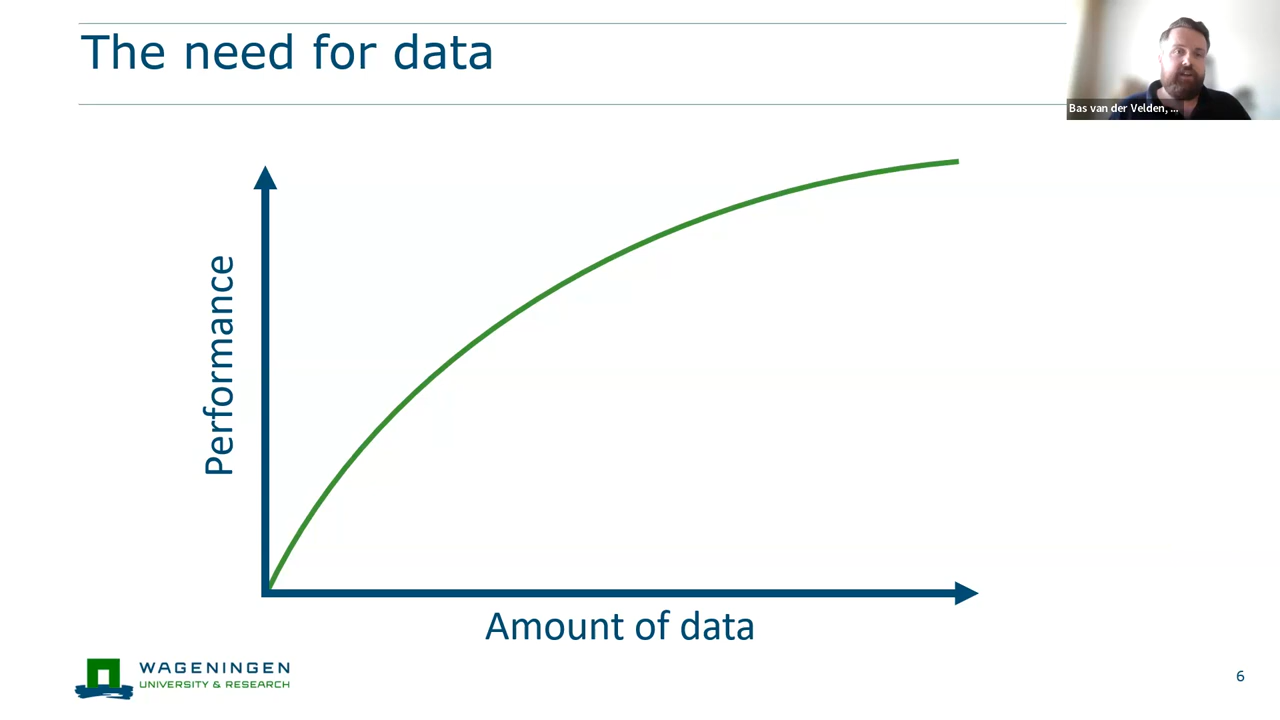 The need for data
Bas van der Velden, ...
Performance
Amount of data
WAGENINGEN
UNIVERSITY & RESEARCH
6